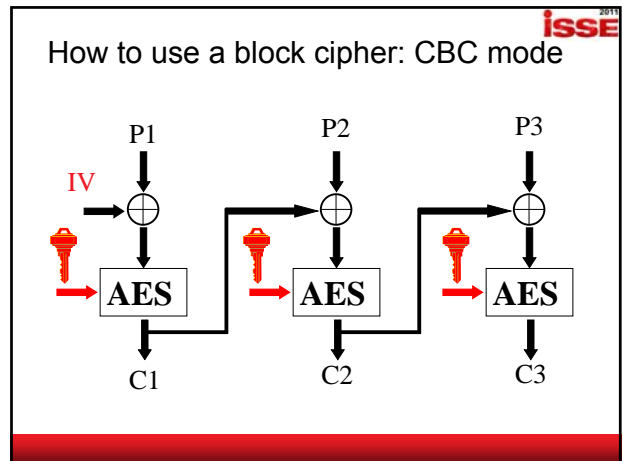 2011
isse
How to use a block cipher: CBC mode
P1 P2 P3
IV
AES AES AES
C1 C2 C3